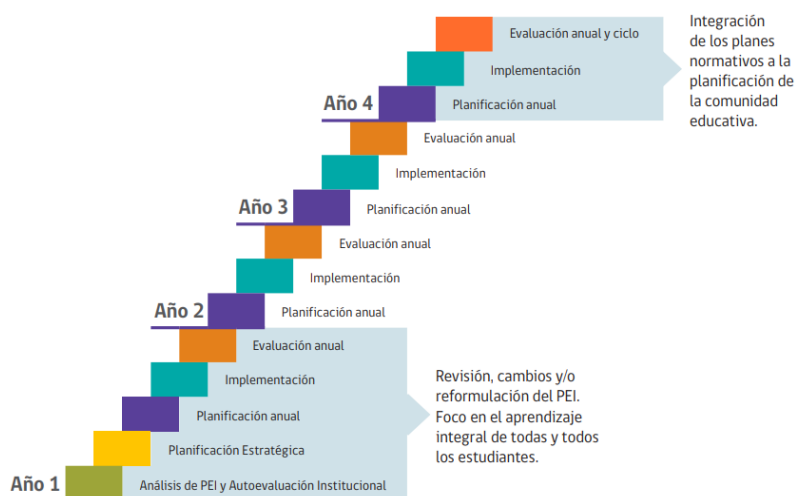 Evaluación anual y ciclo
Implementación
Año 4
Planificación anual
Integración
de los planes
normativos a la
planificación de
la comunidad
educativa.
Evaluación anual
Implementación
Año 3
Planificación anual
Evaluación anual
Implementación
Año 2
Planificación anual
Evaluación anual
Implementación
Planificación anual
Planificación Estratégica
Año 1
Análisis de PEI y Autoevaluación Institucional
Revisión, cambios y/o
reformulación del PEI.
Foco en el aprendizaje
integral de todas y todos
los estudiantes.